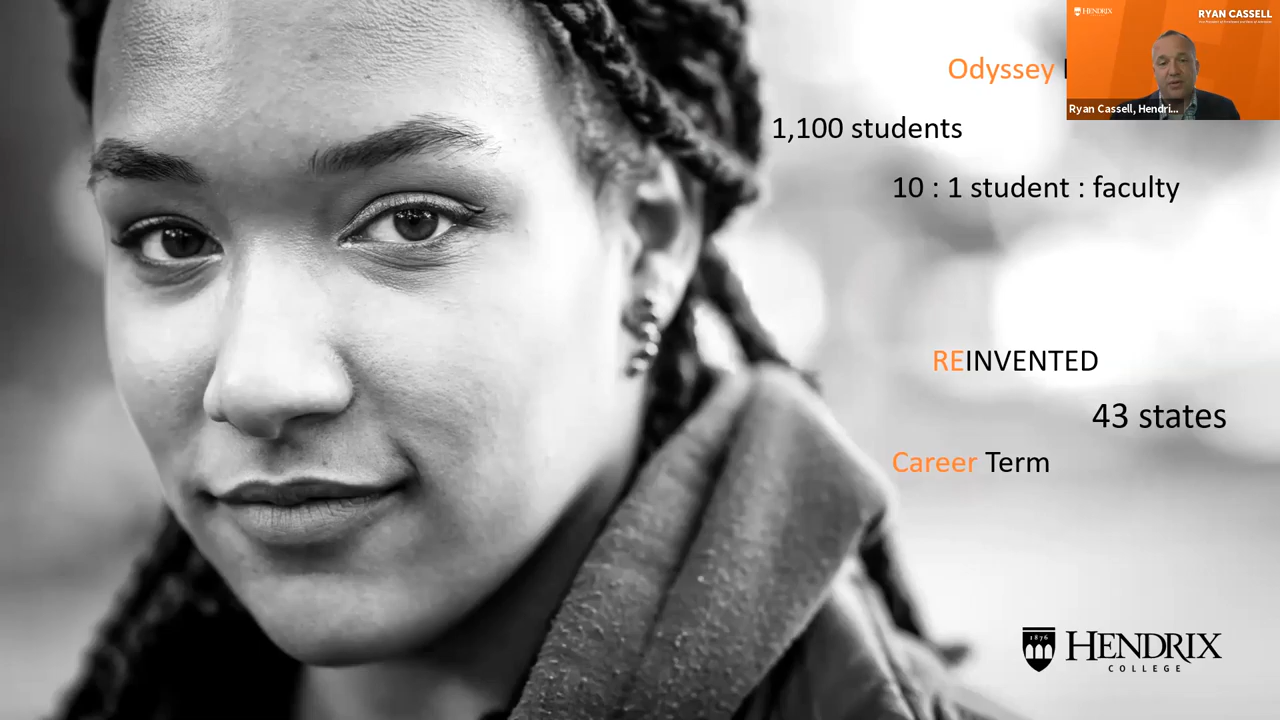 HENDRIX
RYAN CASSELL
Ryan Cassell, Hendri...
Odyssey
1,100 students
10 : 1 student : faculty
REINVENTED
43 states
Career Term
1876
HENDRIX
COLLEGE